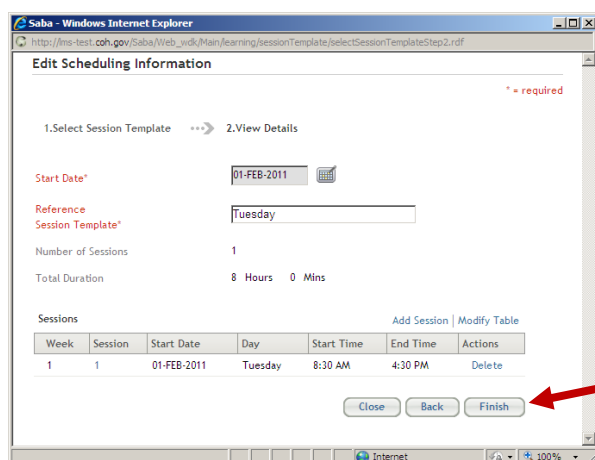 Saba - Windows Internet Explorer
http://lms-test.coh.gov/Saba/Web_wdk/Main/learning/sessionTemplate/selectSessionTemplateStep2.rdf
Edit Scheduling Information
* = required
1.Select Session Template 2.View Details
Start Date* 01-FEB-2011
Reference
Session Template* Tuesday
Number of Sessions 1
Total Duration 8 Hours 0 Mins
Sessions Add Session | Modify Table
Week Session Start Date Day Start Time End Time Actions
1 1 01-FEB-2011 Tuesday 8:30 AM 4:30 PM Delete
Close Back Finish
Internet 100%